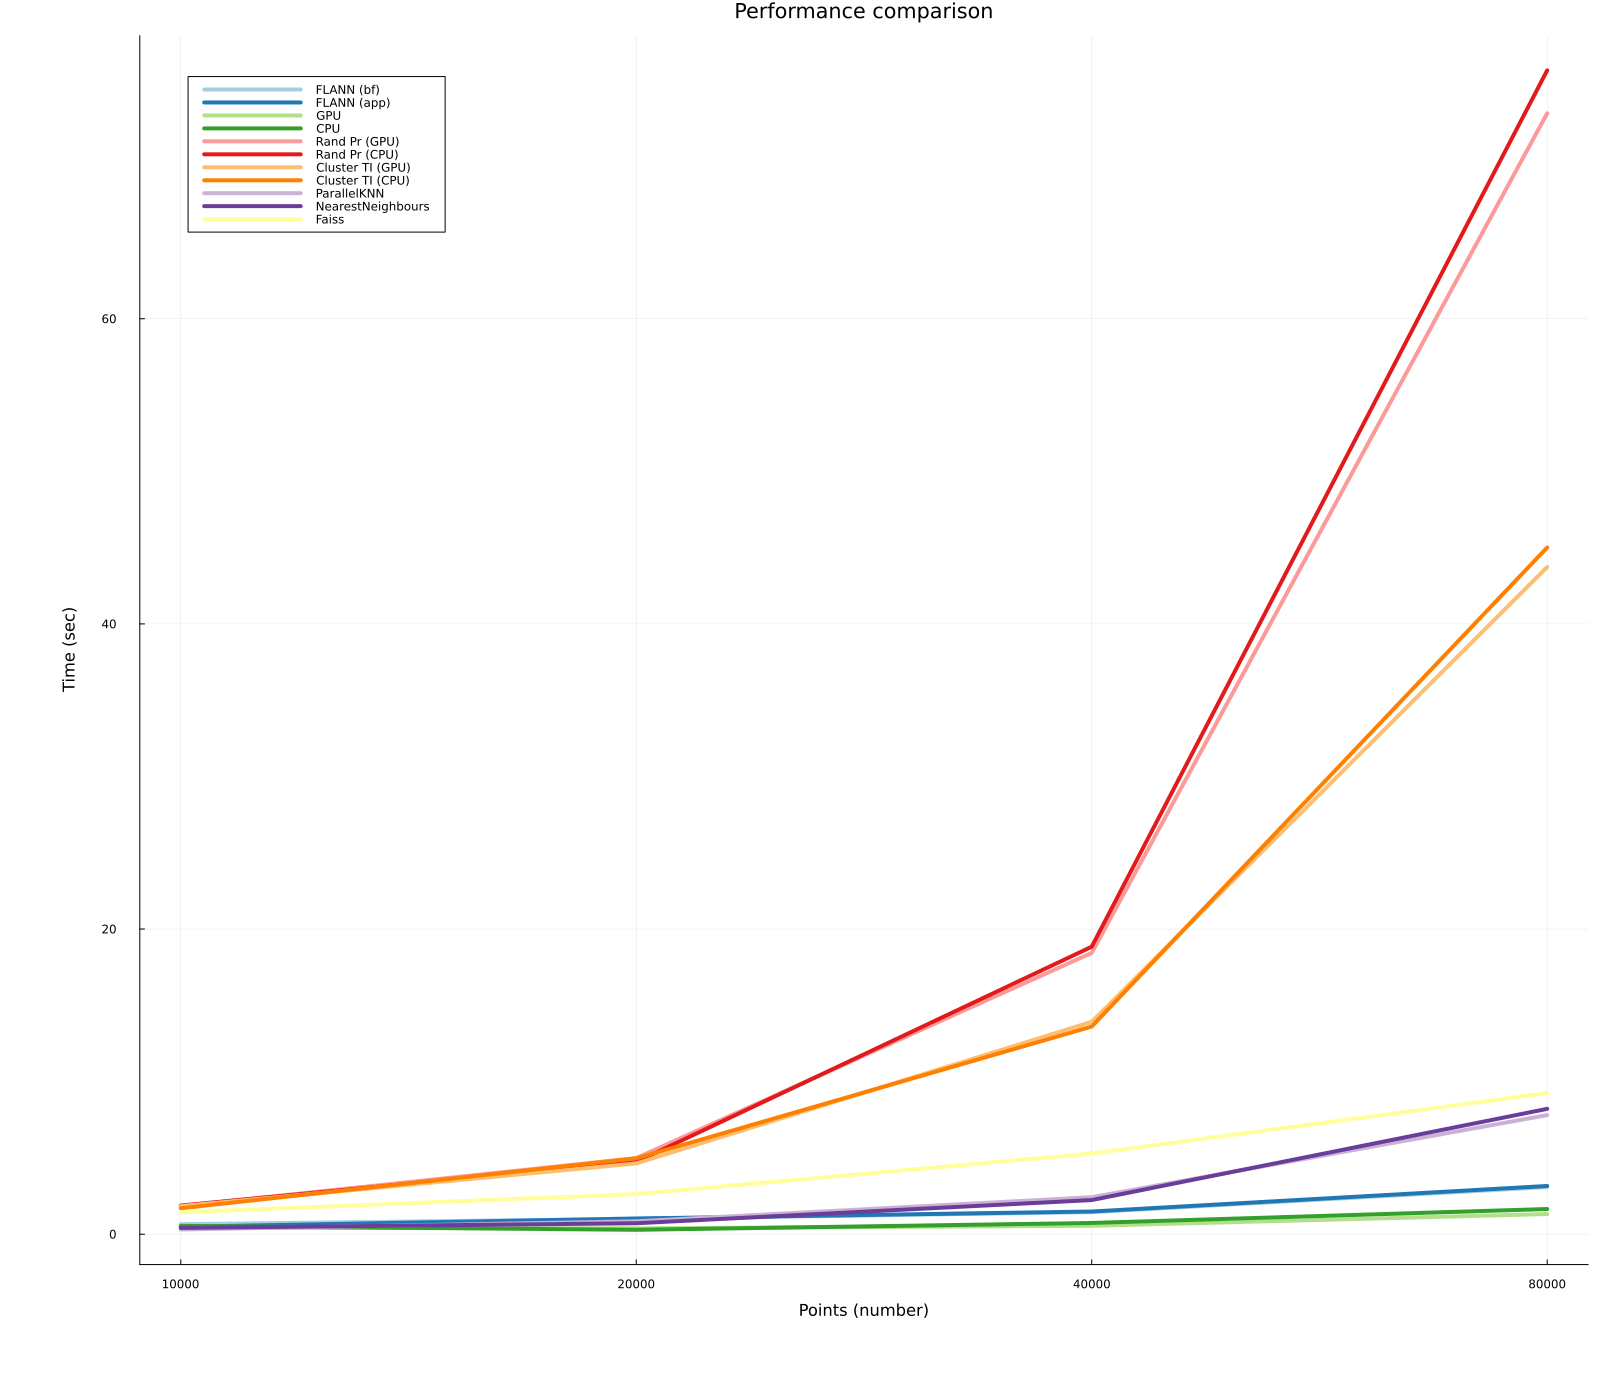 Performance comparison
FLANN (bf)
FLANN (app)
GPU
CPU
Rand Pr (GPU)
Rand Pr (CPU)
Cluster TI (GPU)
Cluster TI (CPU)
ParallelKNN
NearestNeighbours
Faiss
60
40
20
0
Time (sec)
10000 20000 40000 80000
Points (number)